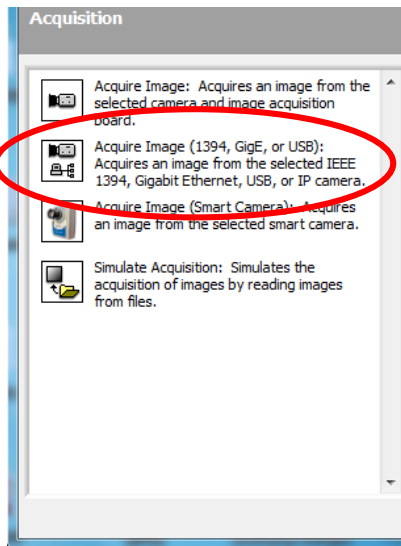 Acquisition
Acquire Image:  Acquires an image from the
selected camera and image acquisition
board.
Acquire Image (1394, GigE, or USB):
Acquires an image from the selected IEEE
1394, Gigabit Ethernet, USB, or IP camera.
Acquire Image (Smart Camera):  Acquires
an image from the selected smart camera.
Simulate Acquisition:  Simulates the
acquisition of images by reading images
from files.